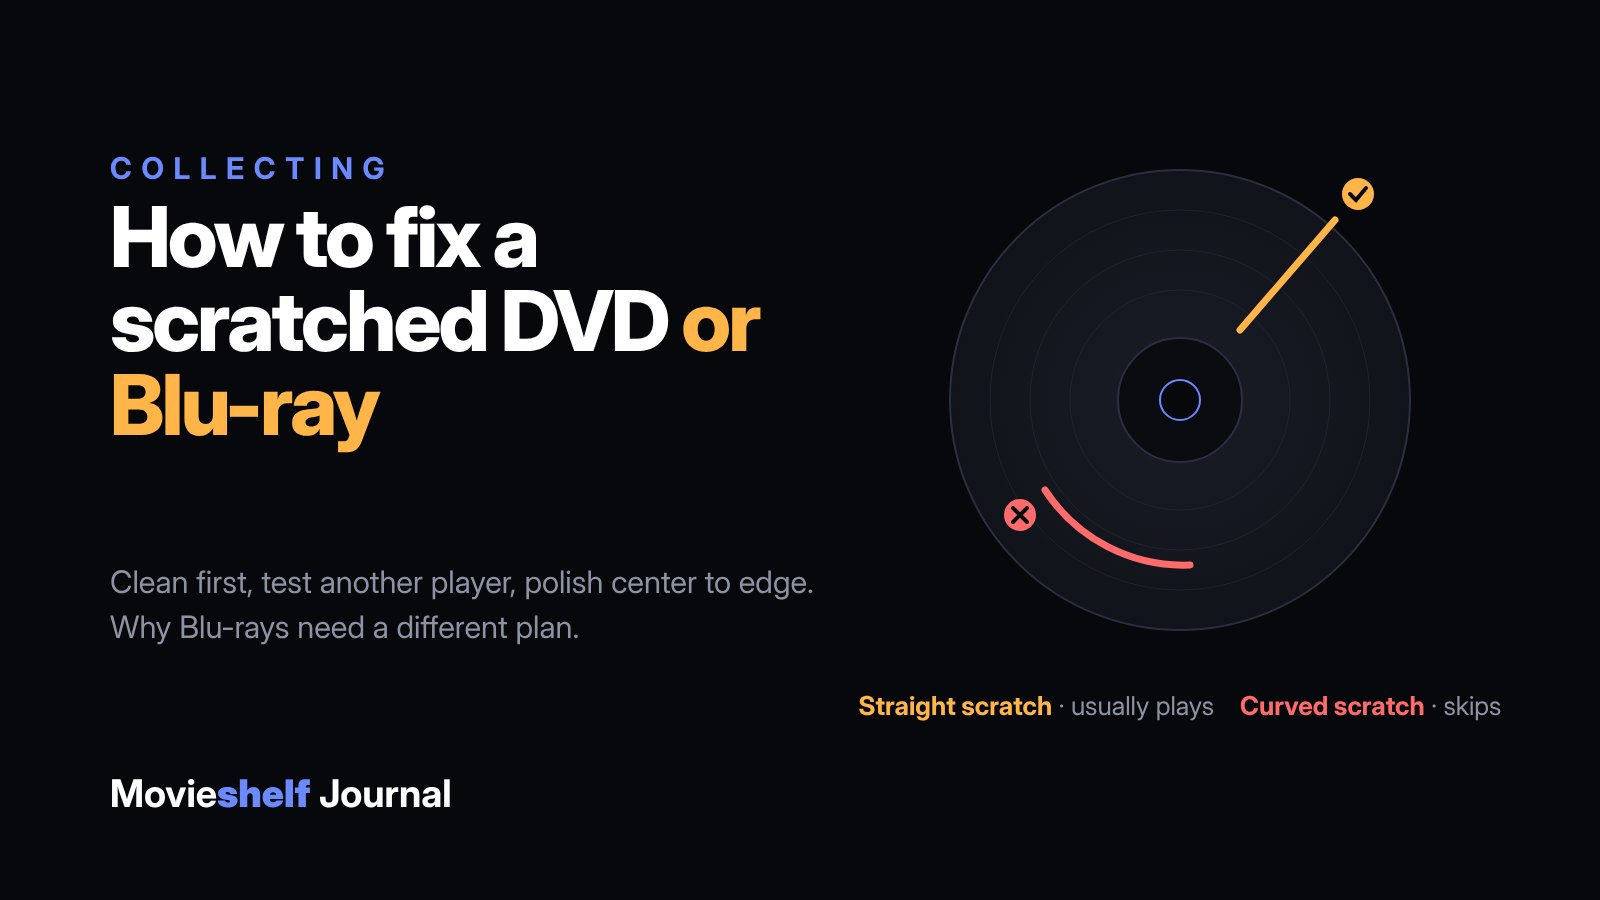 COLLECTING
How to fix a
scratched DVD or
Blu-ray
Clean first, test another player, polish center to edge.
Why Blu-rays need a different plan.
Straight scratch · usually plays Curved scratch · skips
Movieshelf Journal